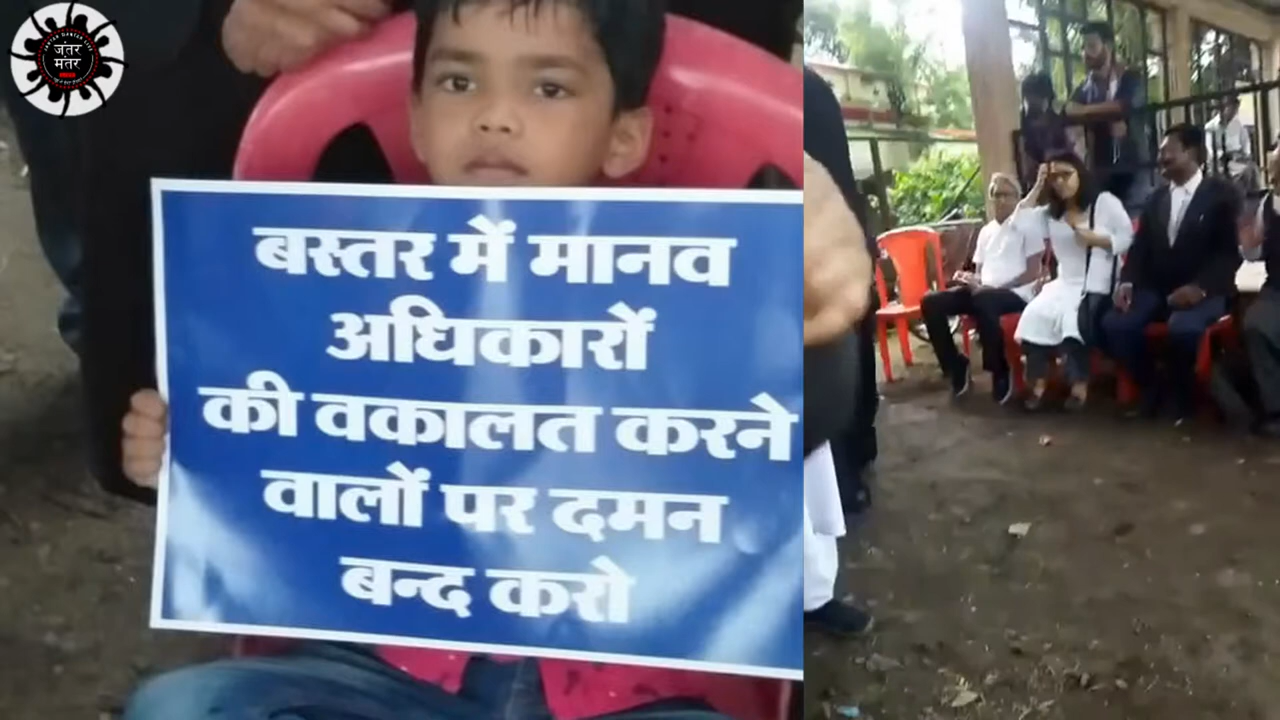 जंतर
मंतर
बस्तर में मानव
अधिकारों
की वकालत करने
वालों पर दमन
बन्द करो